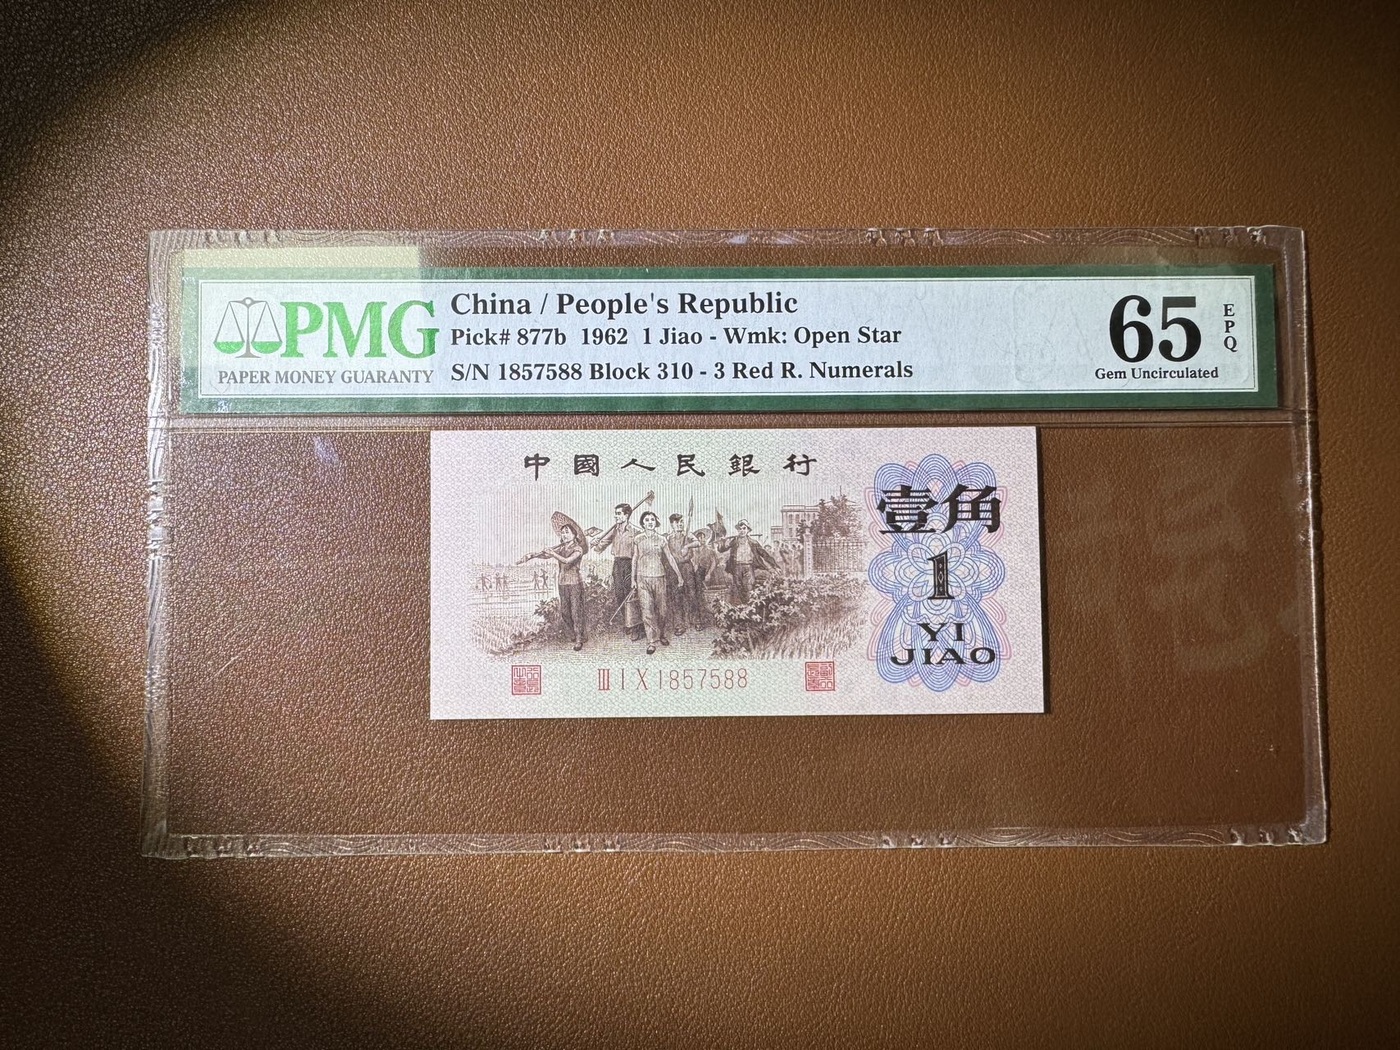 PMG
PAPER MONEY GUARANTY
China / People's Republic
Pick# 877b 1962 1 Jiao - Wmk: Open Star
S/N 1857588 Block 310 - 3 Red R. Numerals
65
EPQ
Gem Uncirculated
中國人民銀行
壹角
1
YI
JIAO
III I X 1857588